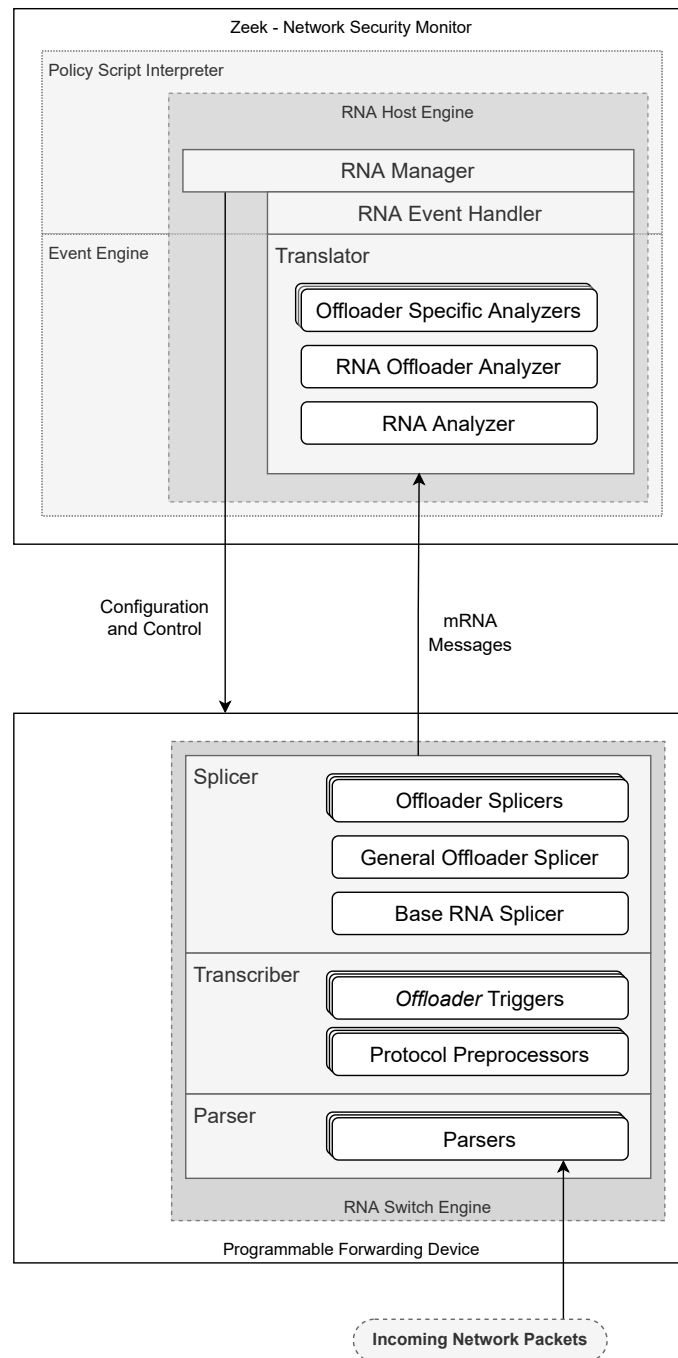 Zeek - Network Security Monitor
Policy Script Interpreter
RNA Host Engine
RNA Manager
RNA Event Handler
Event Engine
Translator
Offloader Specific Analyzers
RNA Offloader Analyzer
RNA Analyzer
Configuration
and Control
mRNA
Messages
Splicer
Offloader Splicers
General Offloader Splicer
Base RNA Splicer
Transcriber
Offloader Triggers
Protocol Preprocessors
Parser
Parsers
RNA Switch Engine
Programmable Forwarding Device
Incoming Network Packets